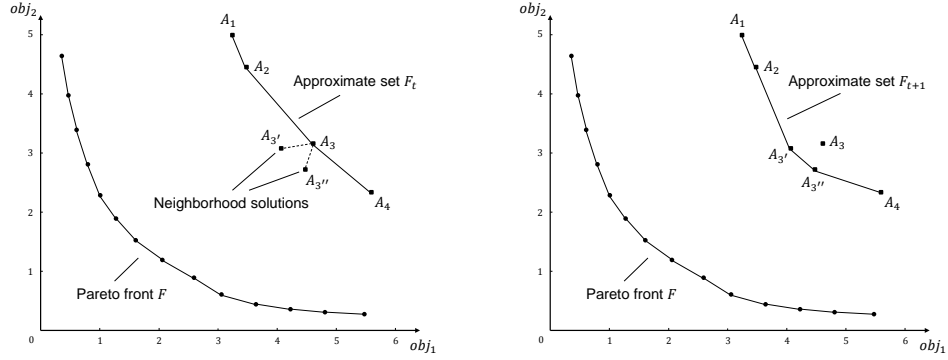 obj₂
5
4
3
2
1
0
1
2
3
4
5
6
obj₁
A₁
A₂
Approximate set Fₜ
A₃′
A₃
A₃′′
Neighborhood solutions
A₄
Pareto front F
obj₂
5
4
3
2
1
0
1
2
3
4
5
6
obj₁
A₁
A₂
Approximate set Fₜ₊₁
A₃
A₃′
A₃′′
A₄
Pareto front F